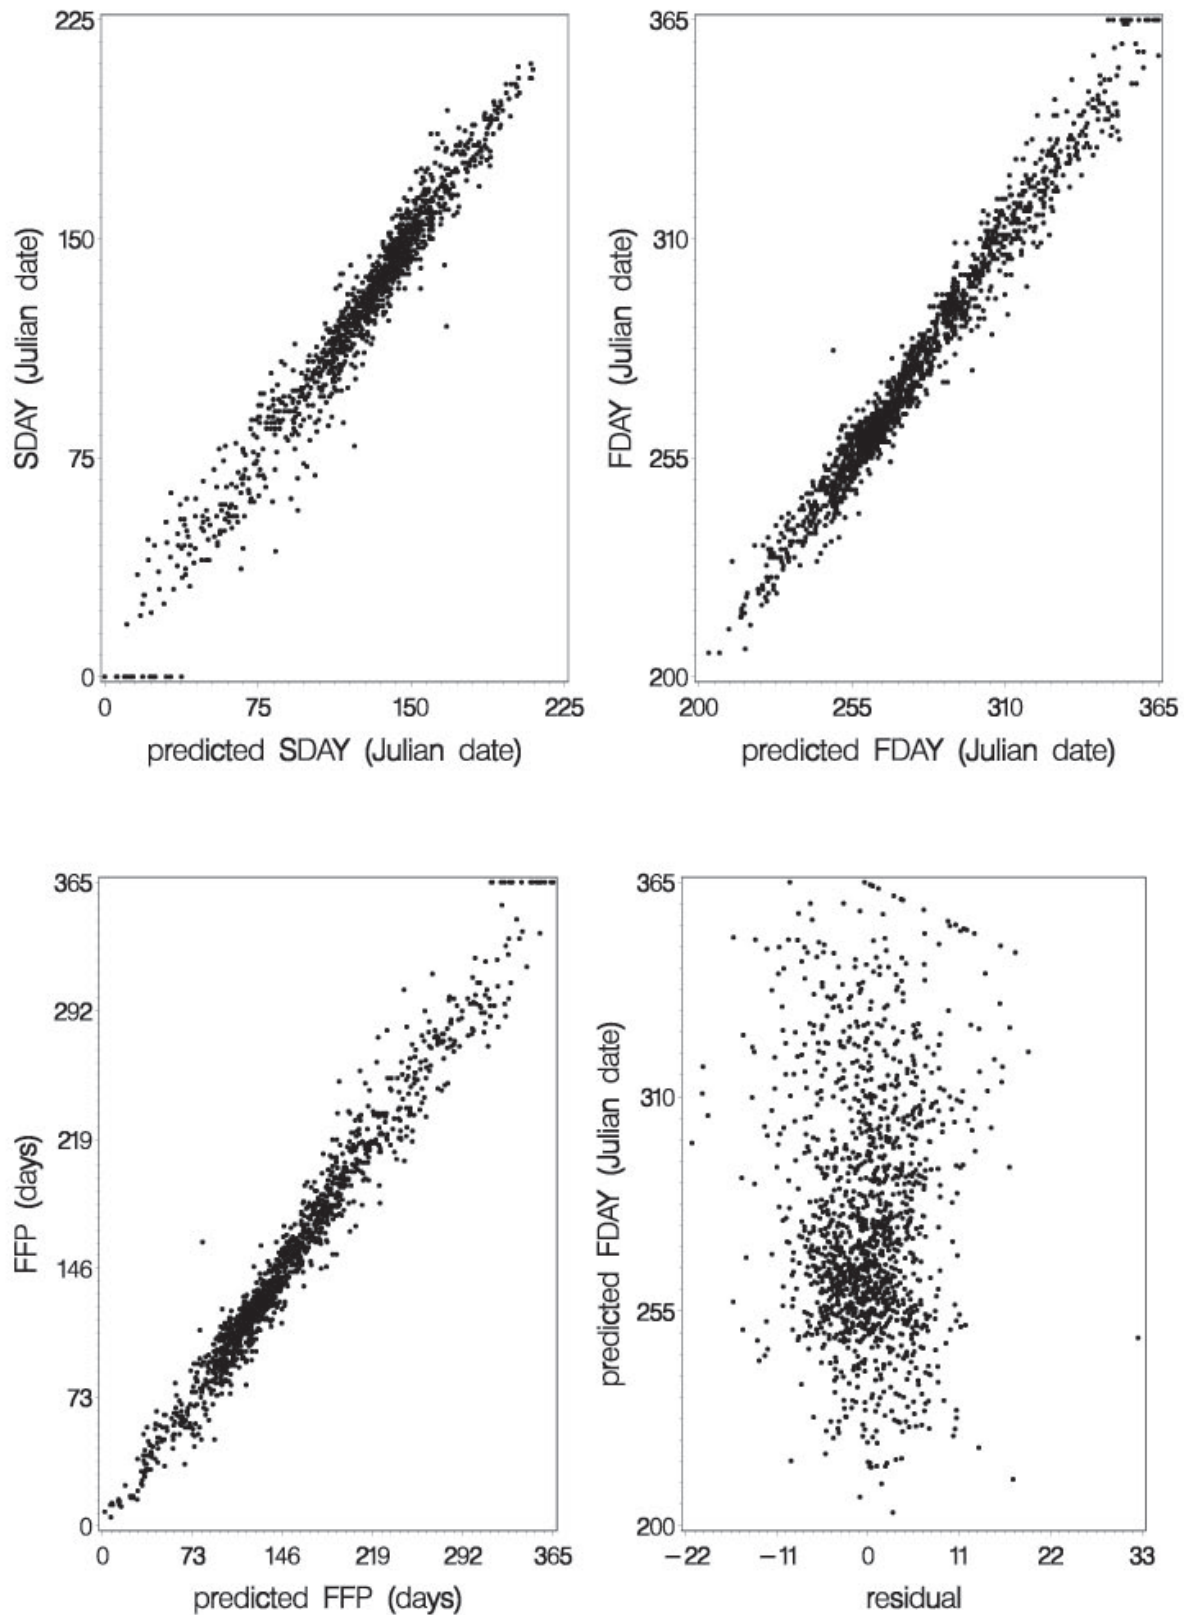 225
150
75
0
SDAY (Julian date)
0 75 150 225
predicted SDAY (Julian date)
365
310
255
200
FDAY (Julian date)
200 255 310 365
predicted FDAY (Julian date)
365
292
219
146
73
0
FFP (days)
0 73 146 219 292 365
predicted FFP (days)
365
310
255
200
predicted FDAY (Julian date)
−22 −11 0 11 22 33
residual